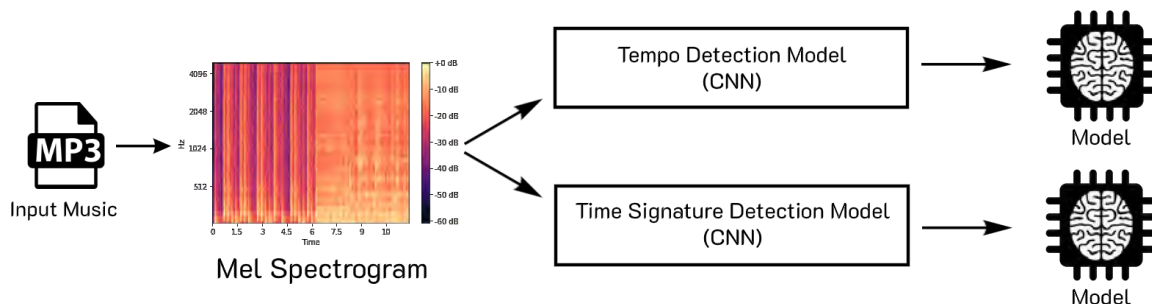 MP3
Input Music
+0 dB
-10 dB
-20 dB
-30 dB
-40 dB
-50 dB
-60 dB
4096
2048
1024
512
Hz
0 1.5 3 4.5 6 7.5 9 10
Time
Mel Spectrogram
Tempo Detection Model
(CNN)
Model
Time Signature Detection Model
(CNN)
Model